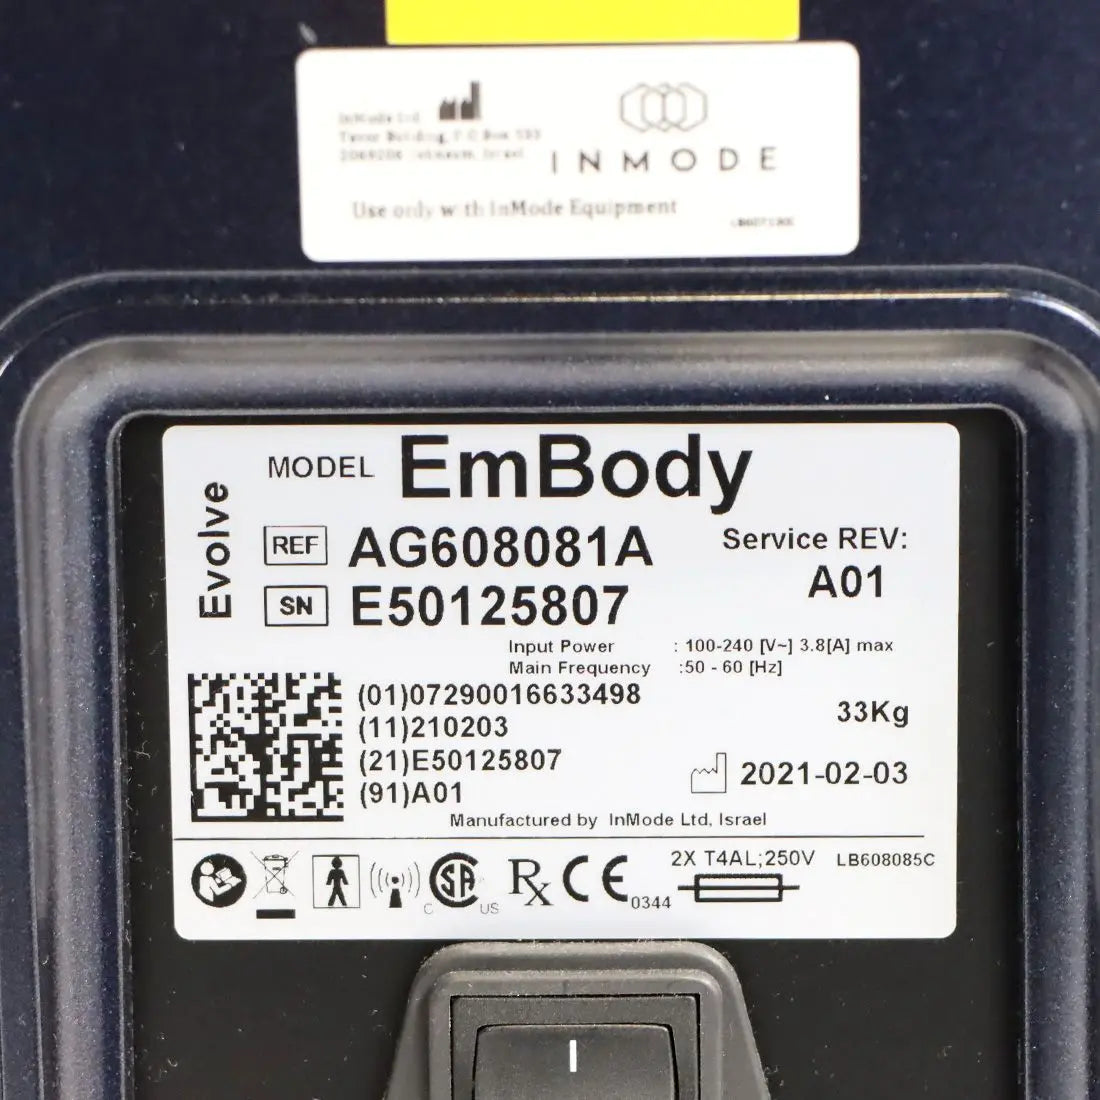 InMode Ltd.
Tavor Building, P.O Box 533
2069206 Yokneam, Israel
INMODE
Use only with InMode Equipment
Evolve
MODEL EmBody
REF AG608081A
Service REV:
A01
SN E50125807
Input Power : 100-240 [V~] 3.8[A] max
Main Frequency :50 - 60 [Hz]
(01)07290016633498
(11)210203
(21)E50125807
(91)A01
33Kg
2021-02-03
Manufactured by InMode Ltd, Israel
C SA US
Rx CE 0344
2X T4AL;250V
LB608085C